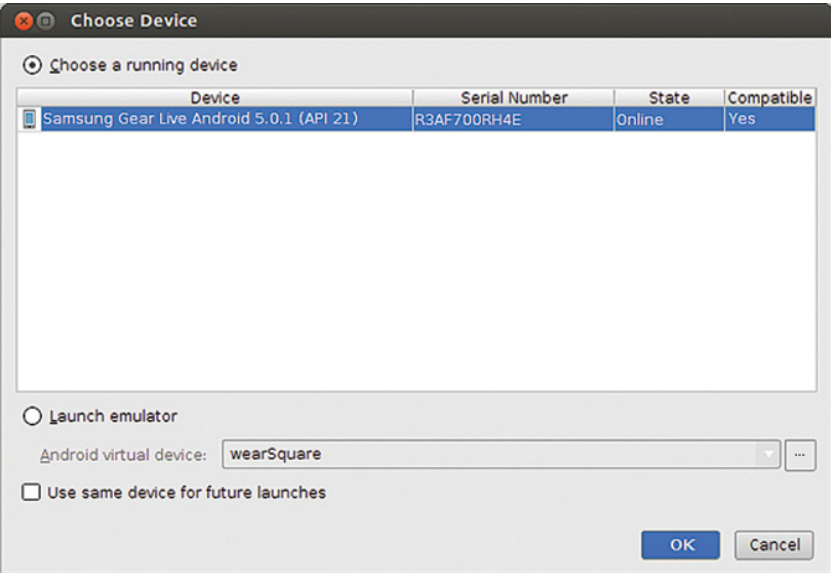 Choose Device
Choose a running device
Device Serial Number State Compatible
Samsung Gear Live Android 5.0.1 (API 21) R3AF700RH4E Online Yes
Launch emulator
Android virtual device: wearSquare ...
Use same device for future launches
OK Cancel